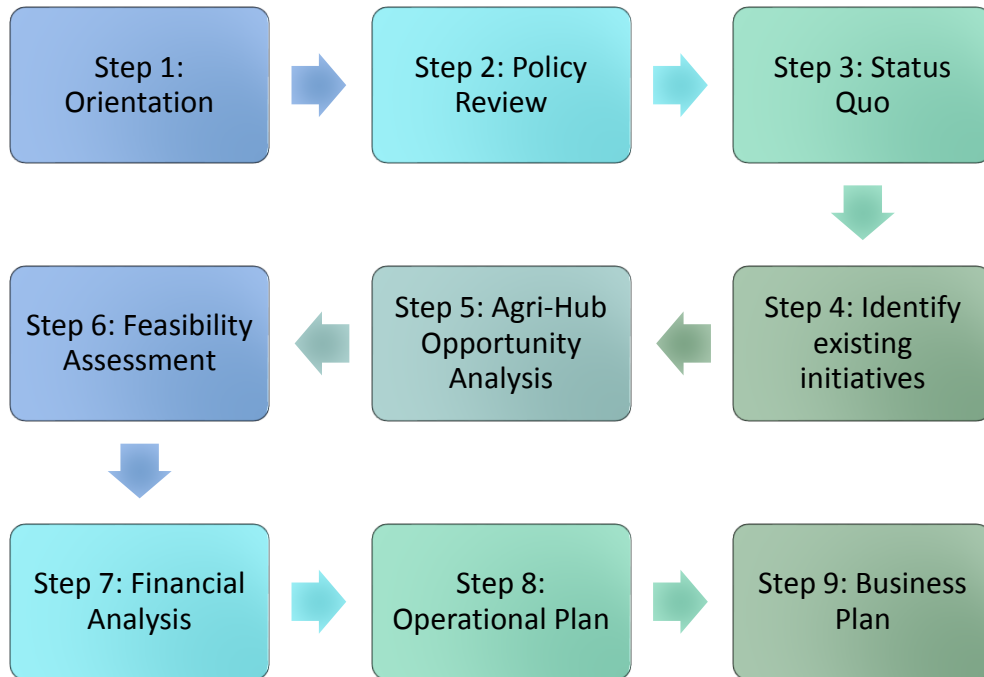 Step 1:
Orientation
Step 2: Policy
Review
Step 3: Status
Quo
Step 4: Identify
existing
initiatives
Step 5: Agri-Hub
Opportunity
Analysis
Step 6: Feasibility
Assessment
Step 7: Financial
Analysis
Step 8:
Operational Plan
Step 9: Business
Plan